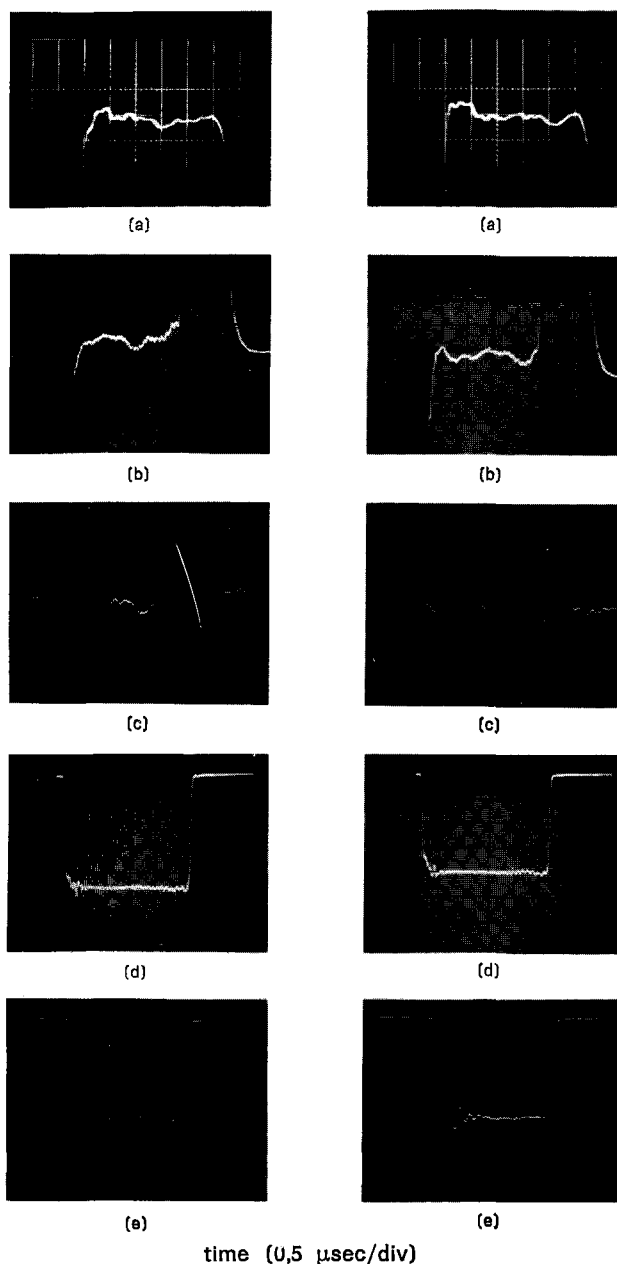 (a) (a)
(b) (b)
(c) (c)
(d) (d)
(e) (e)
time (0,5 μsec/div)